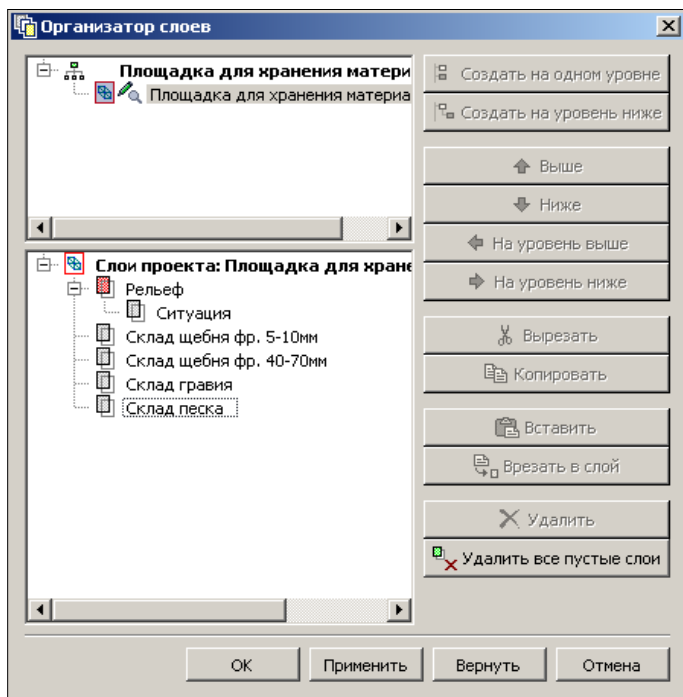 Организатор слоев
Площадка для хранения матери
Площадка для хранения материа
Слои проекта: Площадка для хране
Рельеф
Ситуация
Склад щебня фр. 5-10мм
Склад щебня фр. 40-70мм
Склад гравия
Склад песка
Создать на одном уровне
Создать на уровень ниже
Выше
Ниже
На уровень выше
На уровень ниже
Вырезать
Копировать
Вставить
Врезать в слой
Удалить
Удалить все пустые слои
ОК
Применить
Вернуть
Отмена